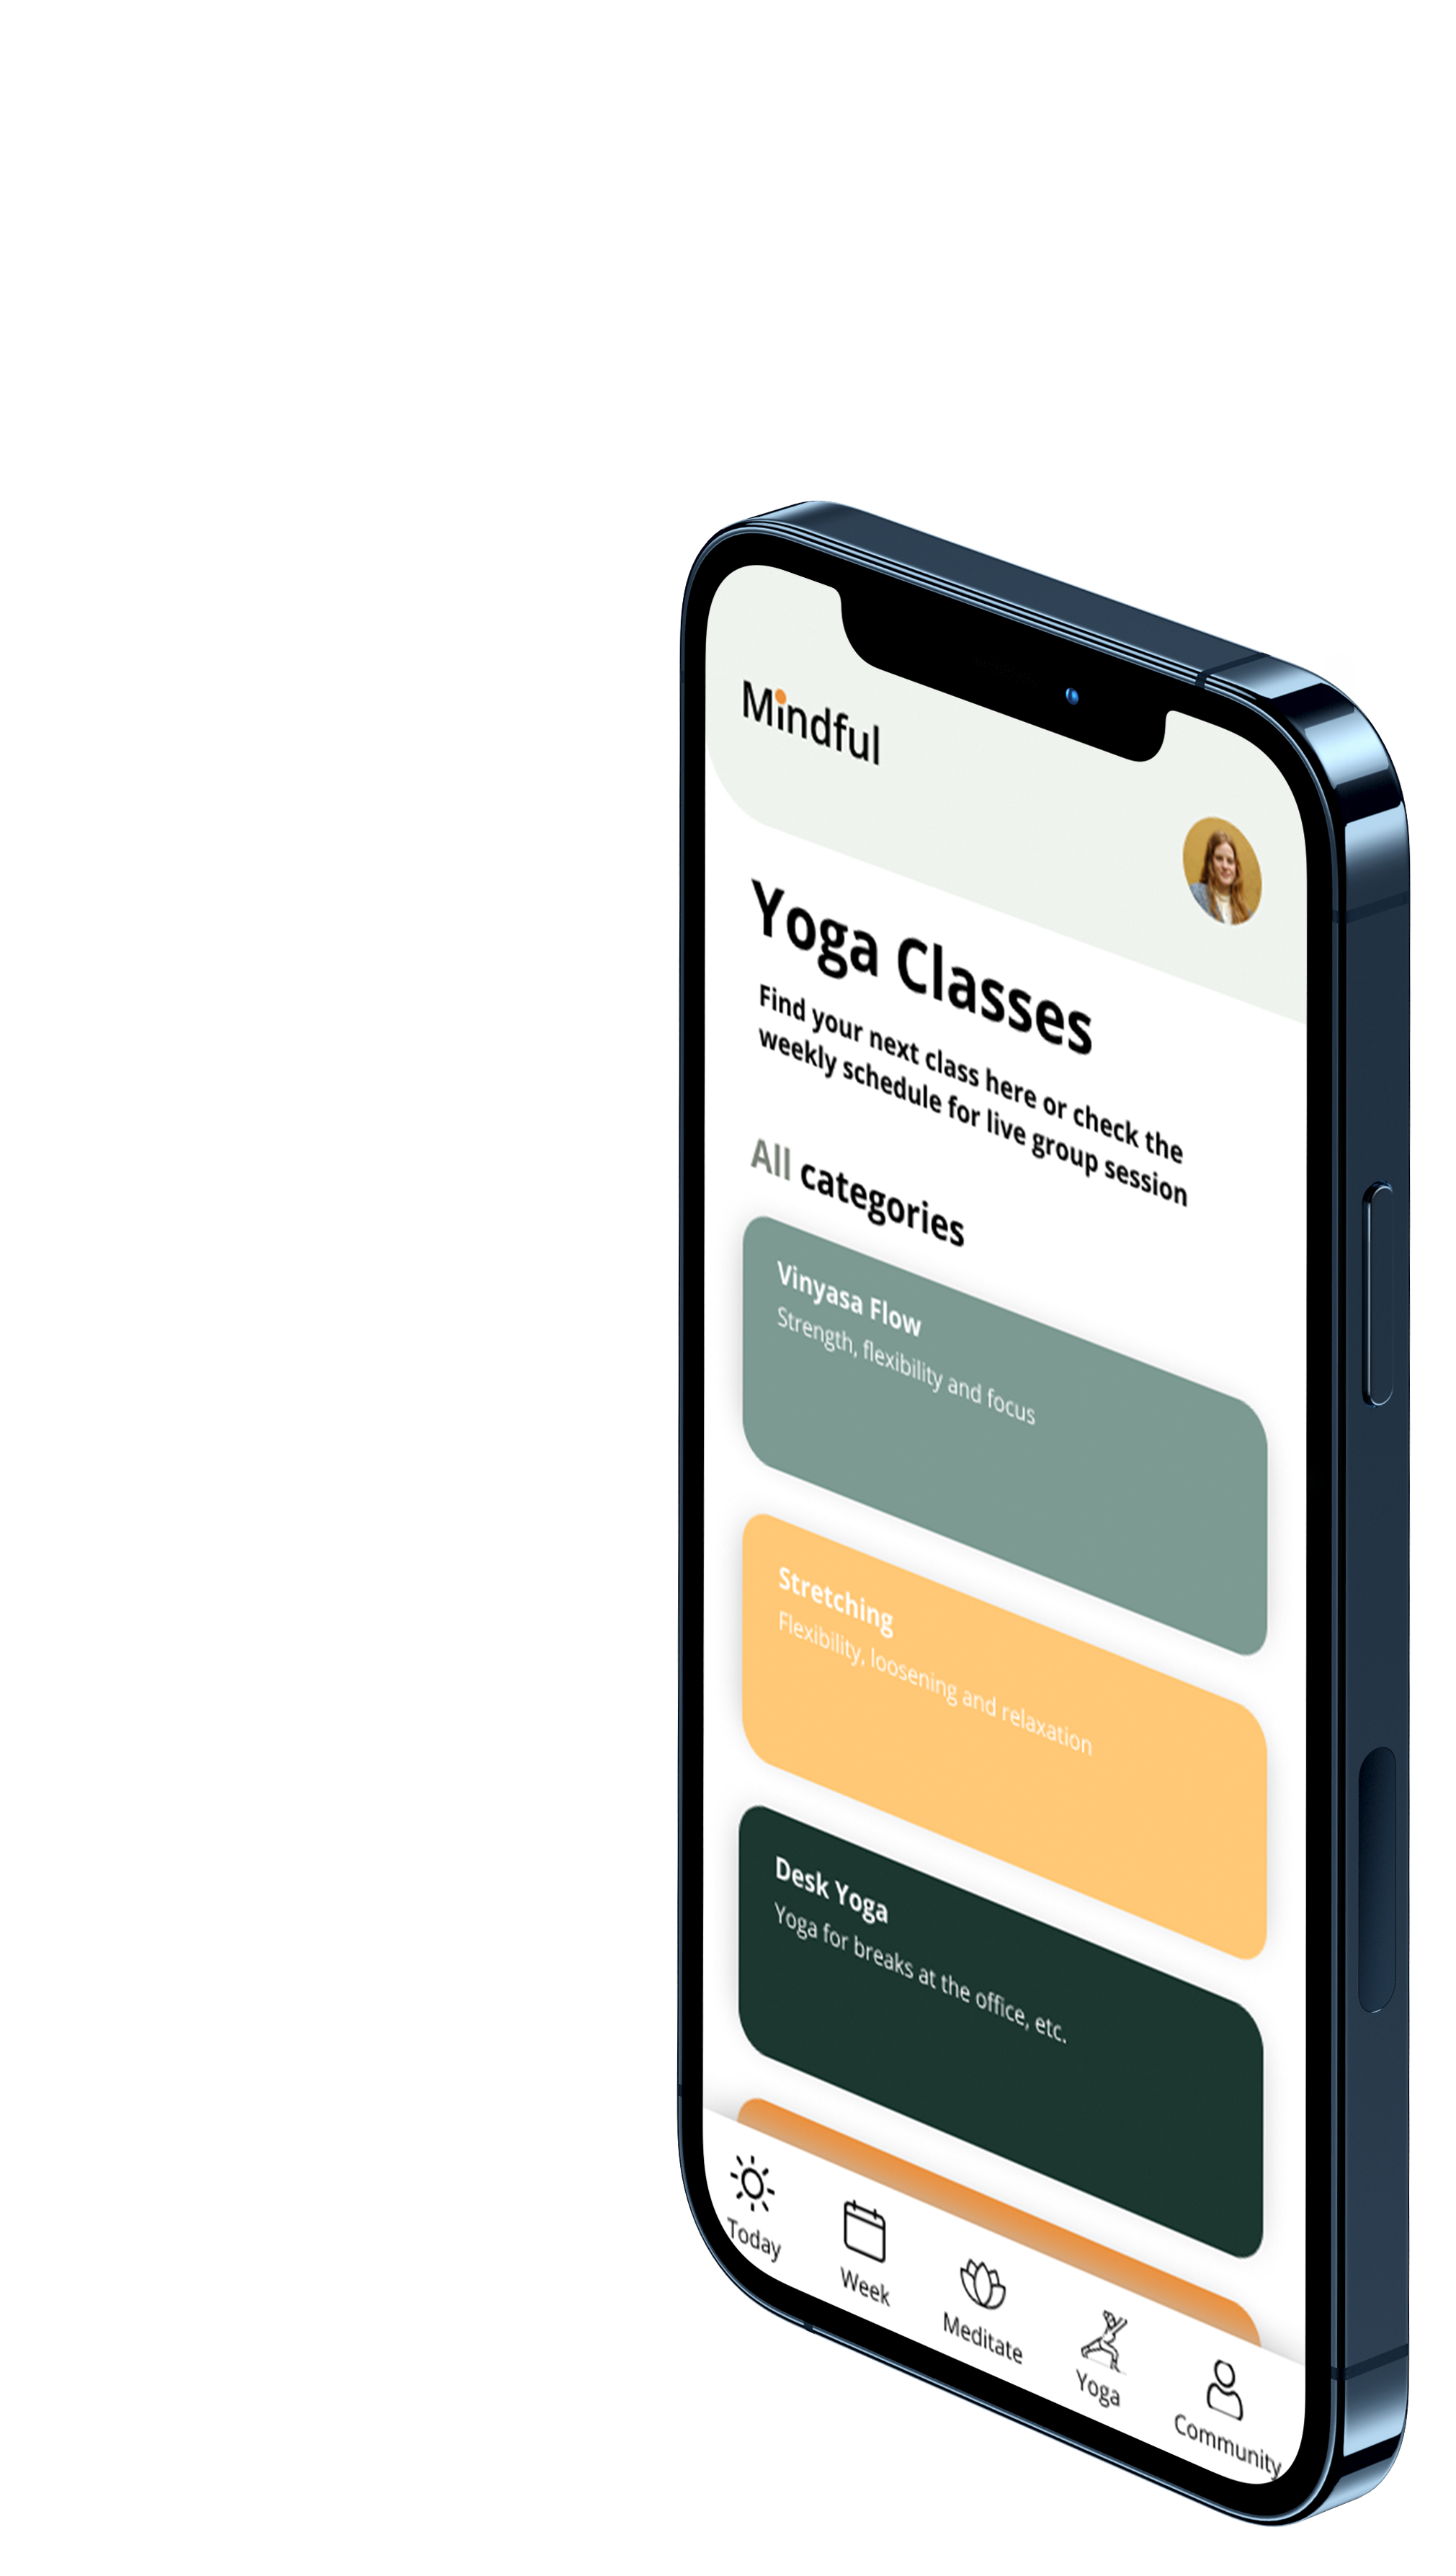 Mindful
Yoga Classes
Find your next class here or check the
weekly schedule for live group session
All categories
Vinyasa Flow
Strength, flexibility and focus
Stretching
Flexibility, loosening and relaxation
Desk Yoga
Yoga for breaks at the office, etc.
Today
Week
Meditate
Yoga
Community